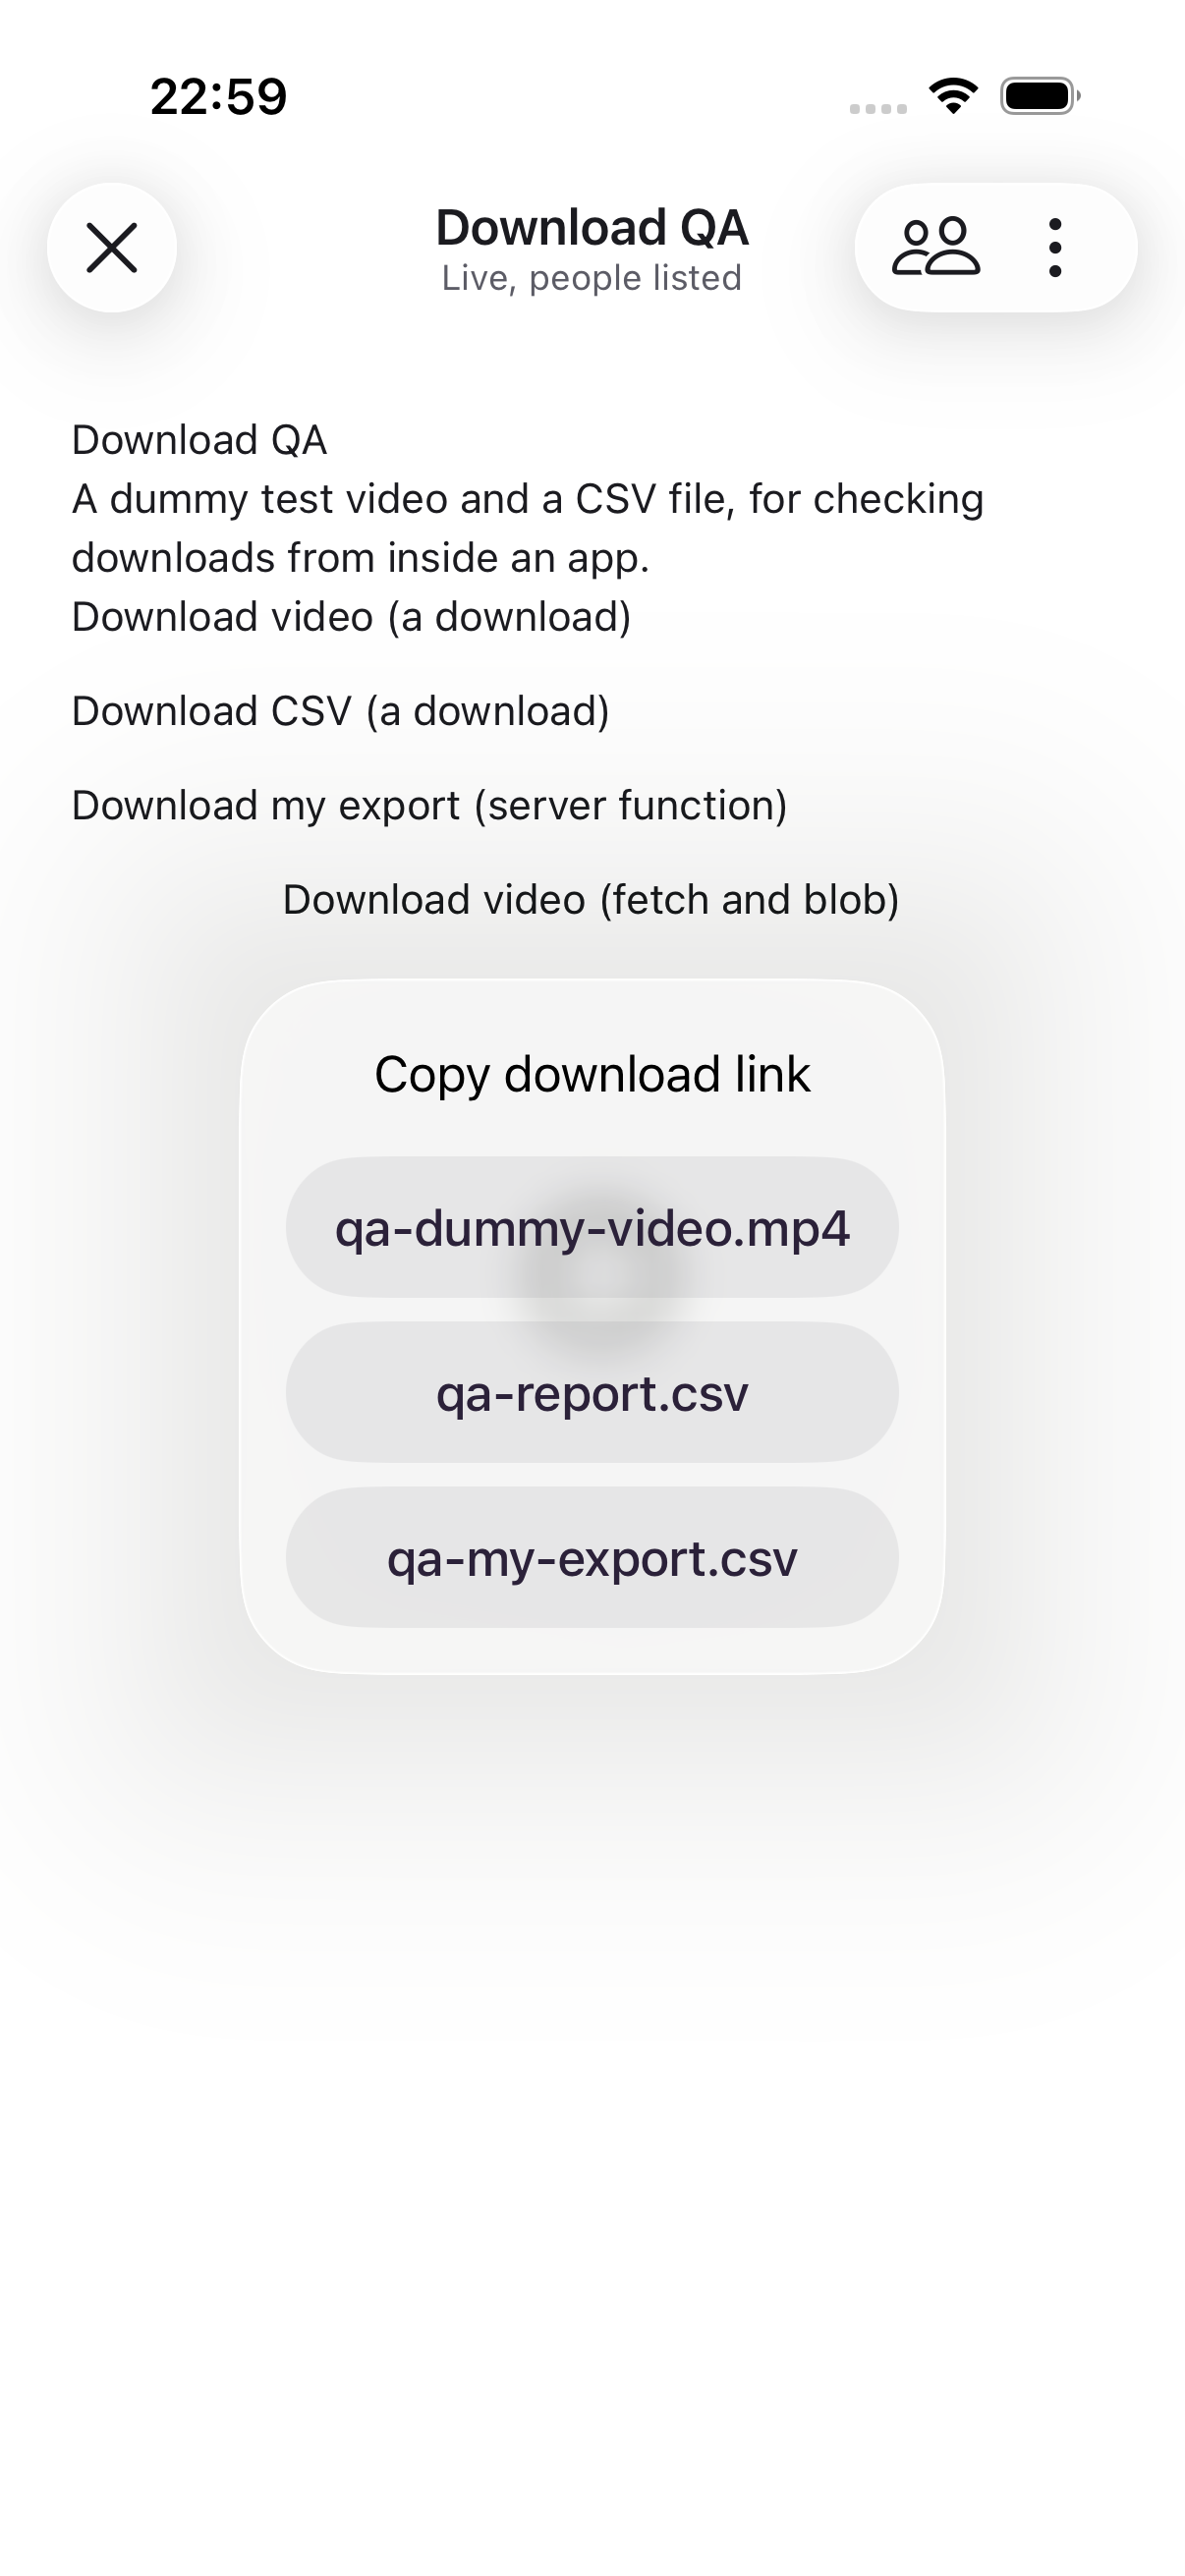 22:59
Download QA
Live, people listed
Download QA
A dummy test video and a CSV file, for checking
downloads from inside an app.
Download video (a download)
Download CSV (a download)
Download my export (server function)
Download video (fetch and blob)
Copy download link
qa-dummy-video.mp4
qa-report.csv
qa-my-export.csv